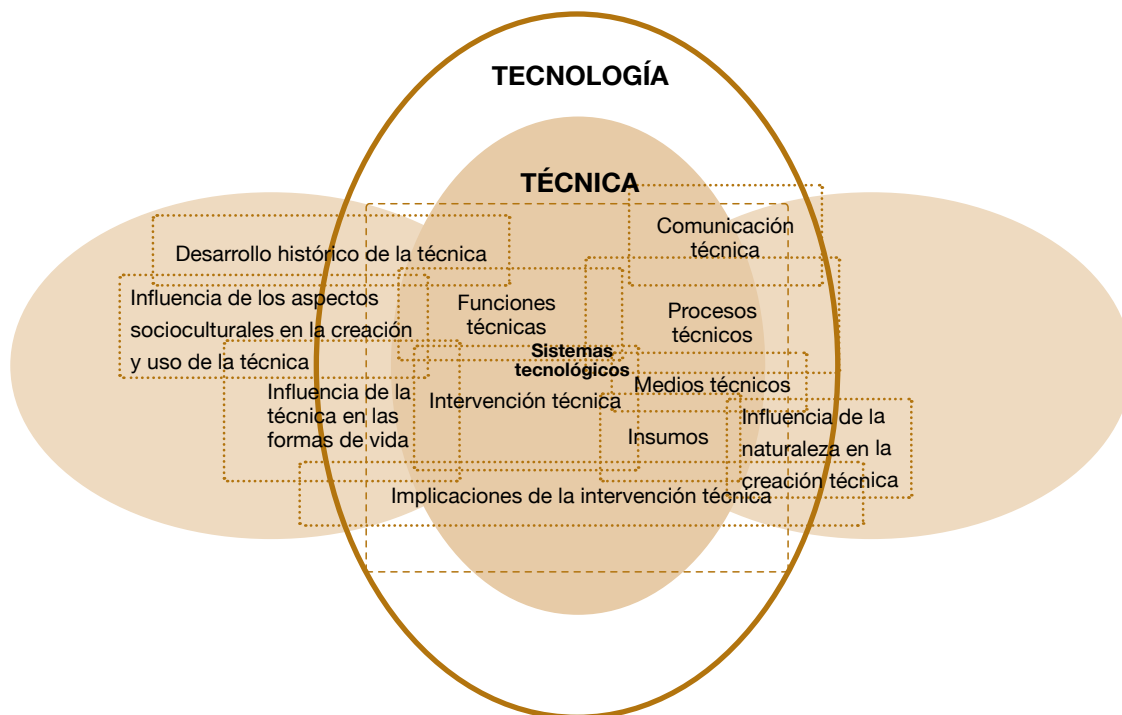 TECNOLOGÍA
TÉCNICA
Comunicación
técnica
Desarrollo histórico de la técnica
Influencia de los aspectos
socioculturales en la creación
y uso de la técnica
Funciones
técnicas
Procesos
técnicos
Sistemas
tecnológicos
Influencia de la
técnica en las
formas de vida
Intervención técnica
Medios técnicos
Insumos
Influencia de la
naturaleza en la
creación técnica
Implicaciones de la intervención técnica